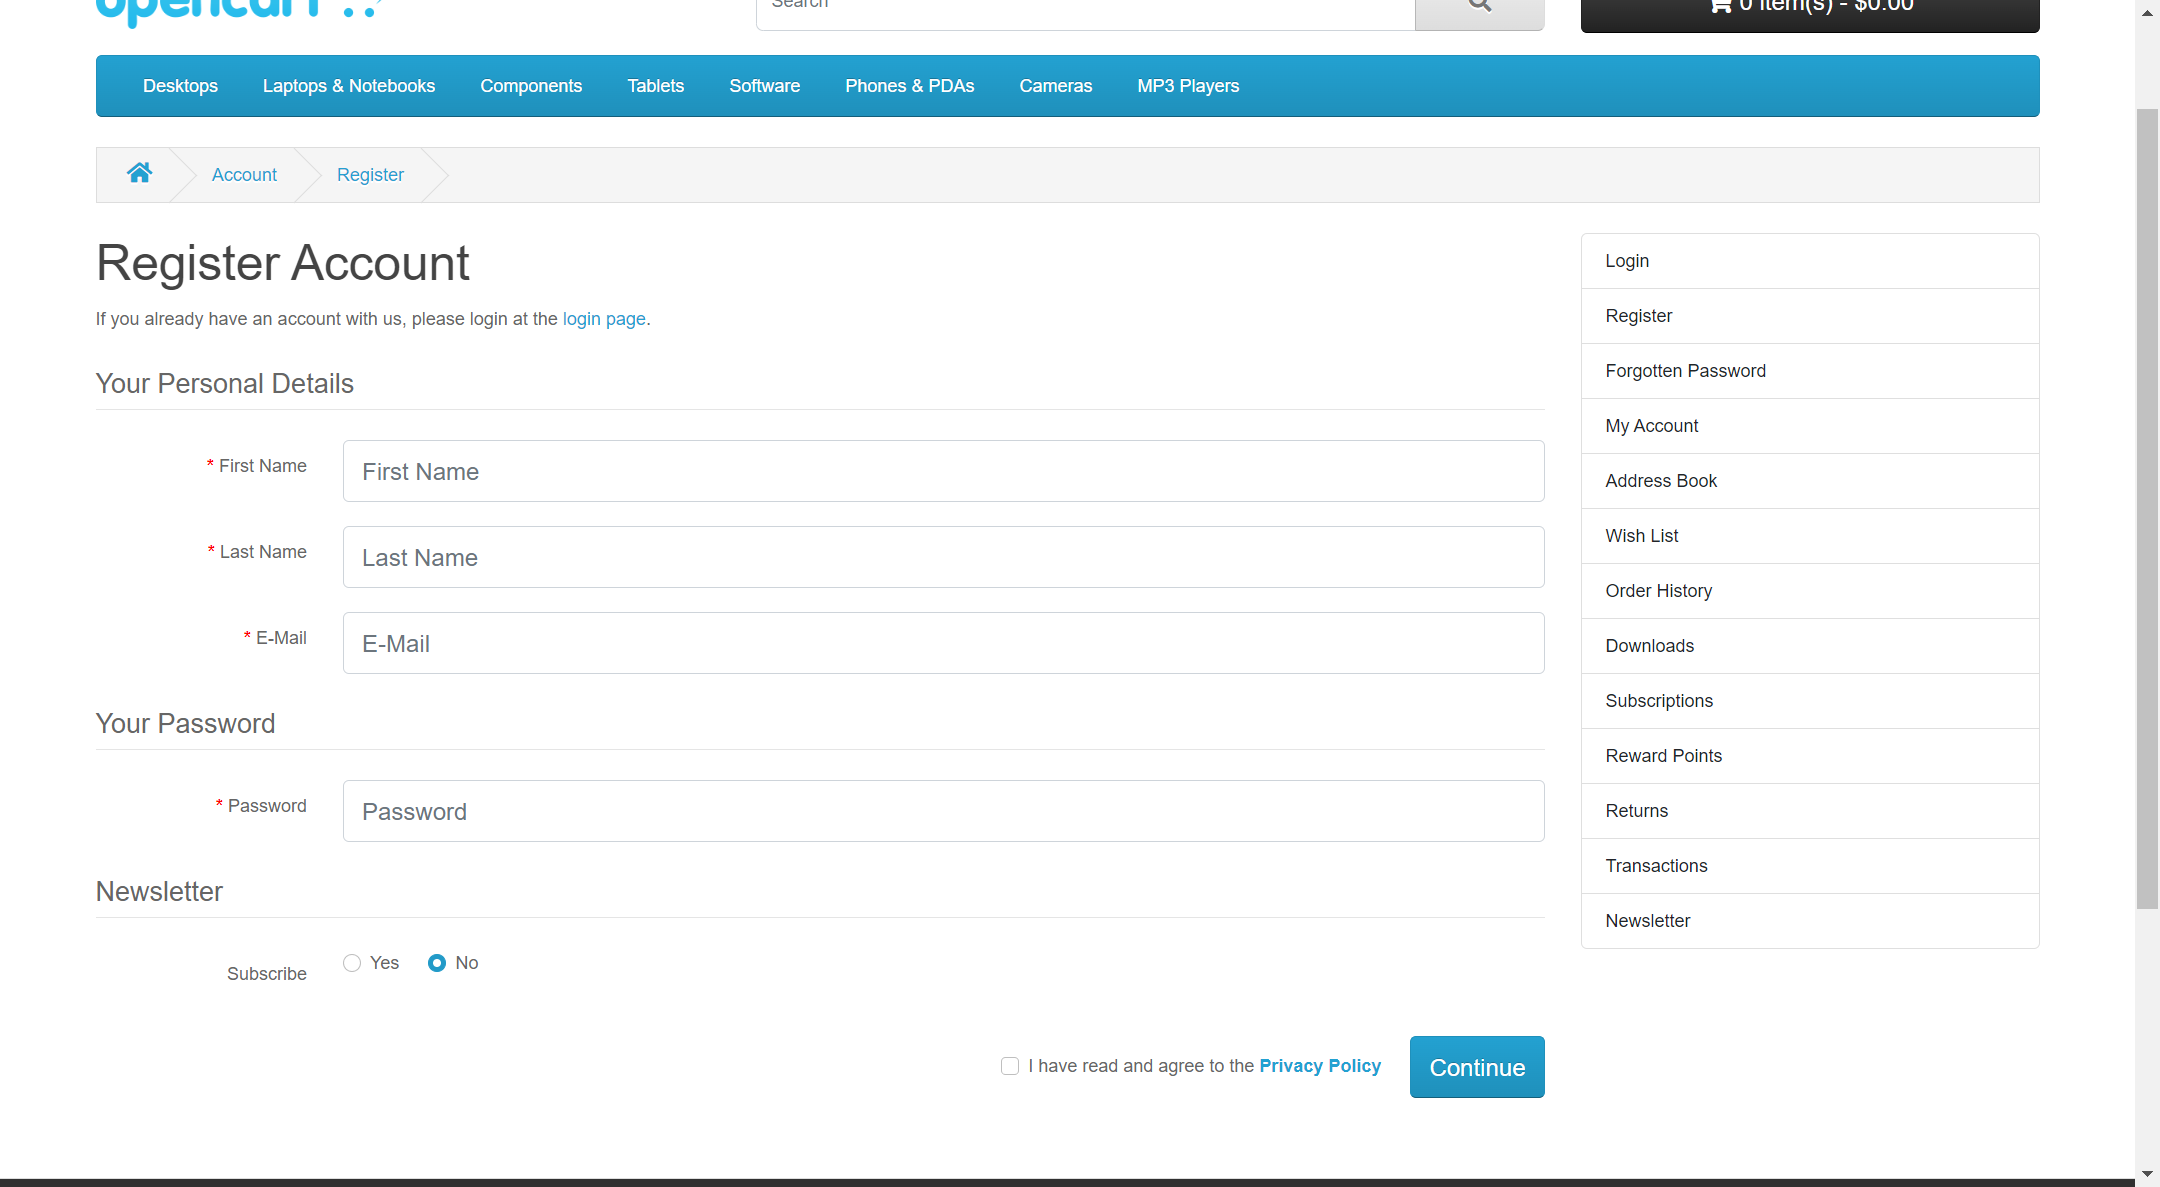 opencart
Search
0 item(s) - $0.00
Desktops Laptops & Notebooks Components Tablets Software Phones & PDAs Cameras MP3 Players
Account Register
Register Account
If you already have an account with us, please login at the login page.
Your Personal Details
* First Name First Name
* Last Name Last Name
* E-Mail E-Mail
Your Password
* Password Password
Newsletter
Subscribe Yes No
I have read and agree to the Privacy Policy Continue
Login
Register
Forgotten Password
My Account
Address Book
Wish List
Order History
Downloads
Subscriptions
Reward Points
Returns
Transactions
Newsletter